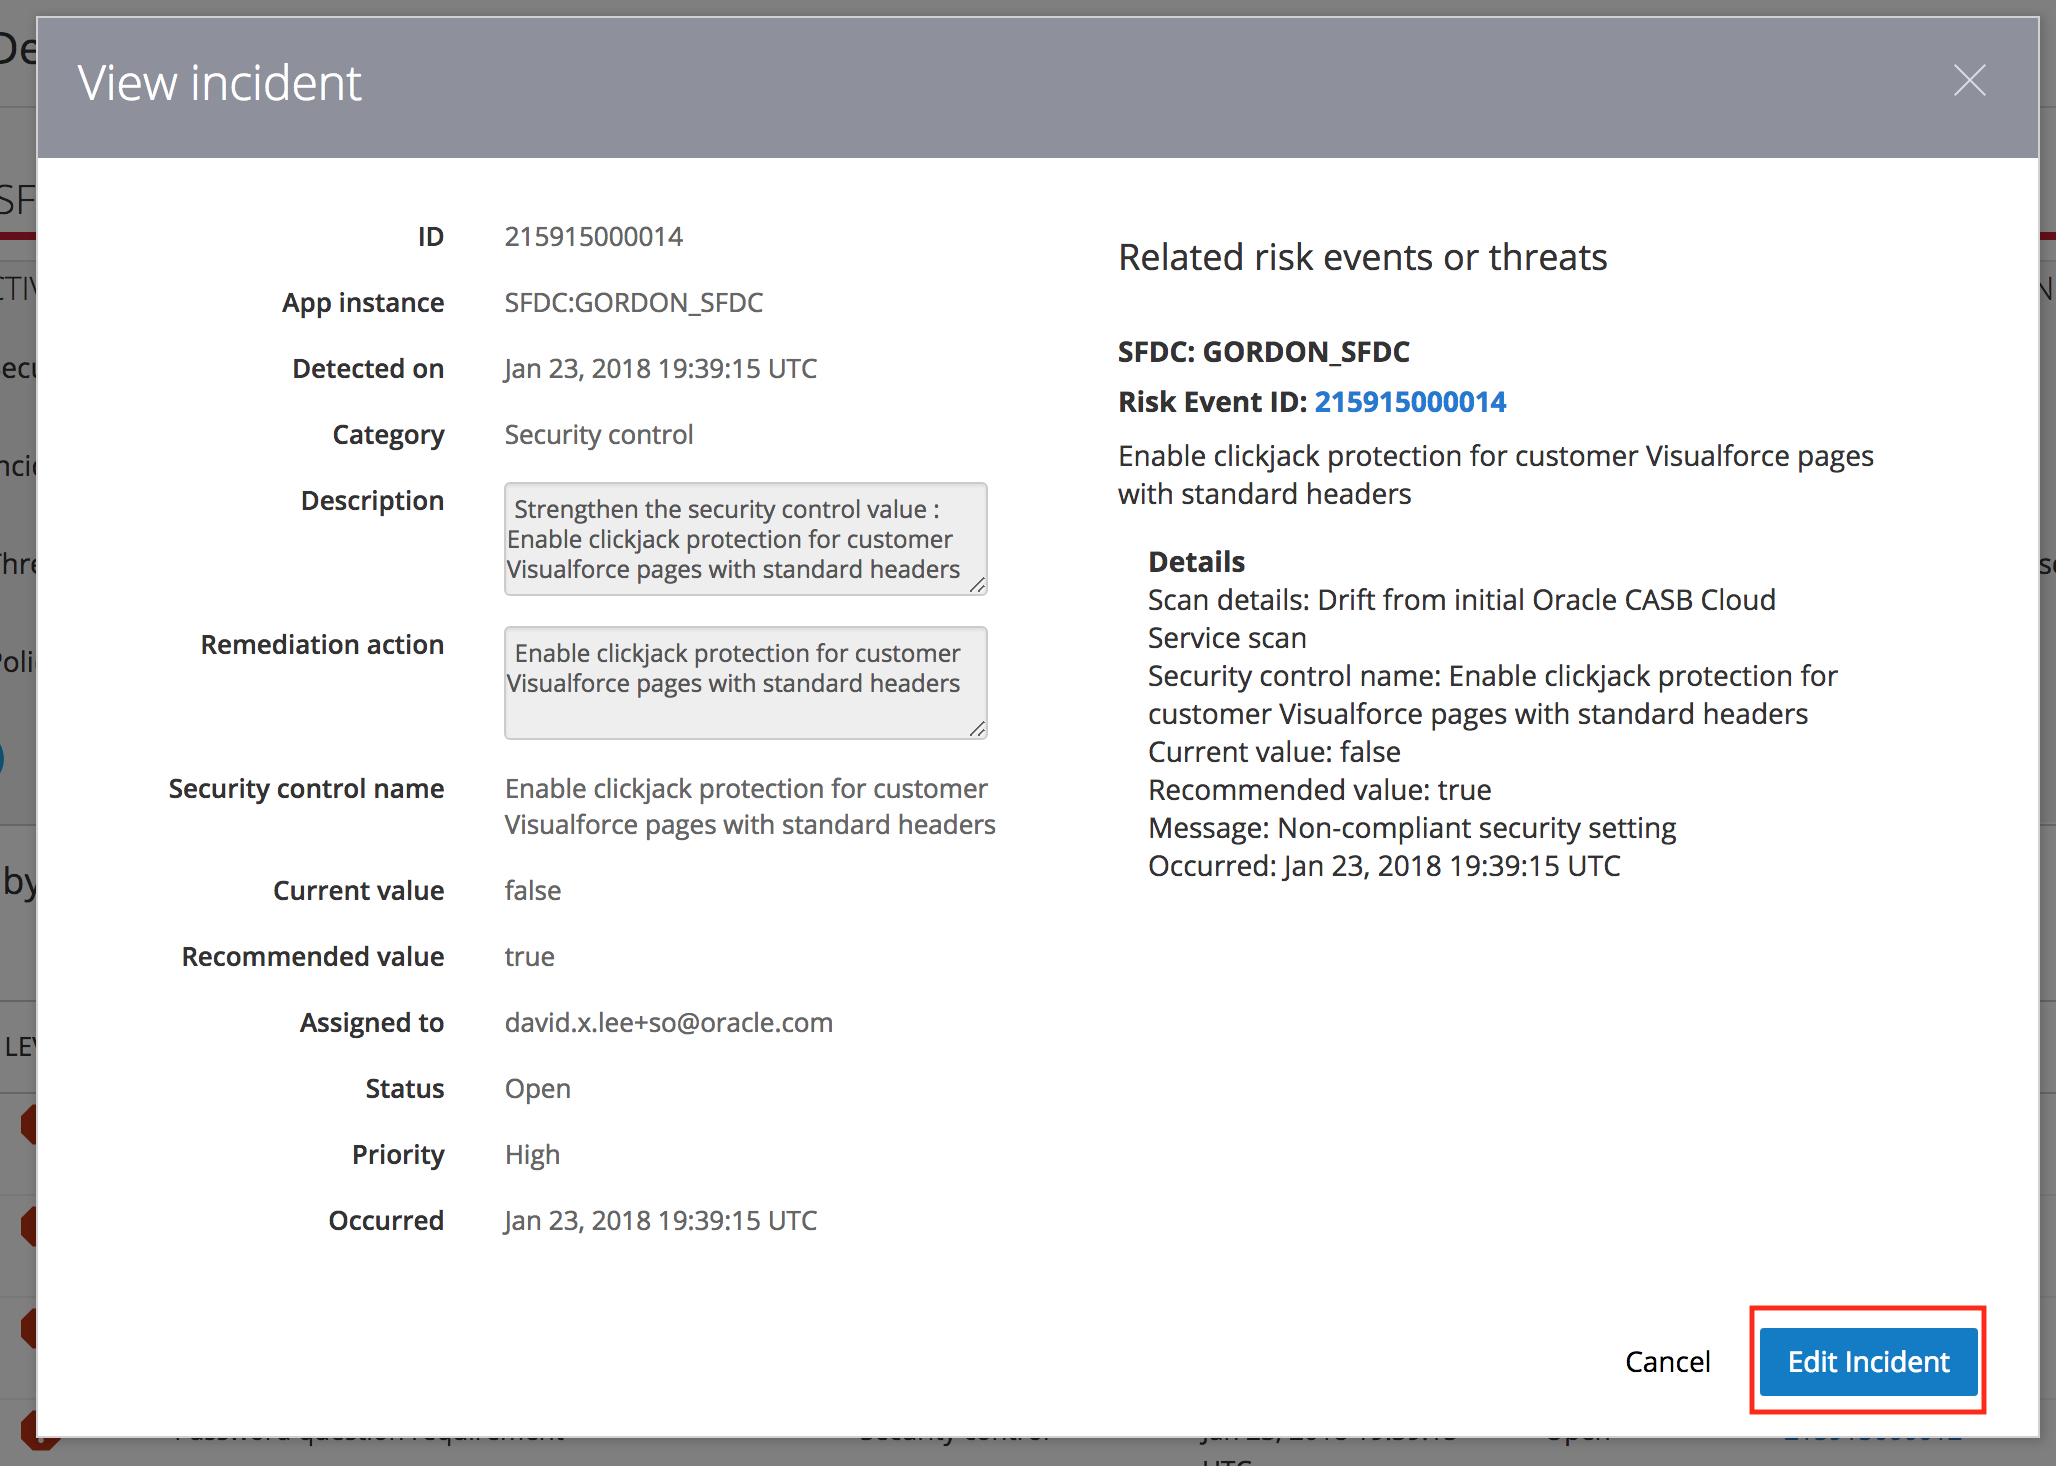 View incident
ID 215915000014
App instance SFDC:GORDON_SFDC
Detected on Jan 23, 2018 19:39:15 UTC
Category Security control
Description Strengthen the security control value :
Enable clickjack protection for customer
Visualforce pages with standard headers
Remediation action Enable clickjack protection for customer
Visualforce pages with standard headers
Security control name Enable clickjack protection for customer
Visualforce pages with standard headers
Current value false
Recommended value true
Assigned to david.x.lee+so@oracle.com
Status Open
Priority High
Occurred Jan 23, 2018 19:39:15 UTC
Related risk events or threats
SFDC: GORDON_SFDC
Risk Event ID: 215915000014
Enable clickjack protection for customer Visualforce pages
with standard headers
Details
Scan details: Drift from initial Oracle CASB Cloud
Service scan
Security control name: Enable clickjack protection for
customer Visualforce pages with standard headers
Current value: false
Recommended value: true
Message: Non-compliant security setting
Occurred: Jan 23, 2018 19:39:15 UTC
Cancel
Edit Incident